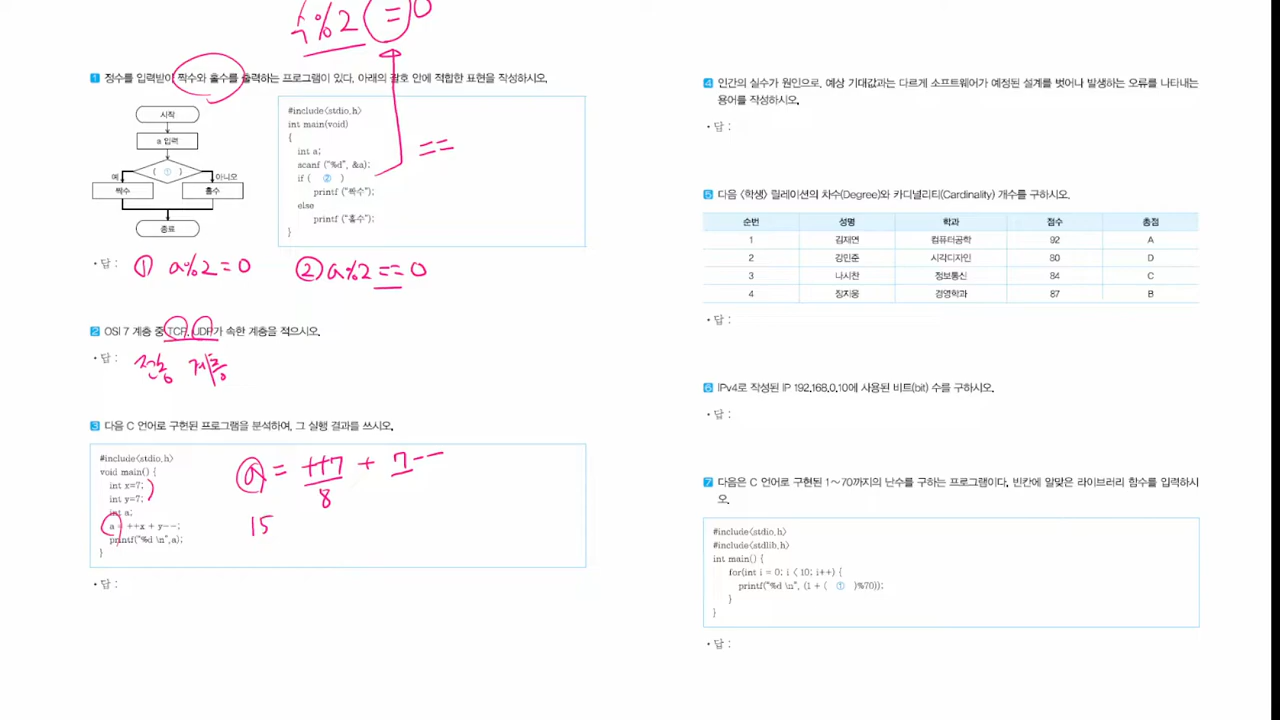 수%2 == 0
1 정수를 입력받아 짝수와 홀수를 출력하는 프로그램이 있다. 아래의 괄호 안에 적합한 표현을 작성하시오.
시작
a 입력
( ① )
예
아니오
짝수
홀수
종료
#include<stdio.h>
int main(void)
{
int a;
scanf ("%d", &a);
if ( ② )
printf ("짝수");
else
printf ("홀수");
}
==
• 답 : ① a%2 = 0 ② a%2 == 0
2 OSI 7 계층 중 TCP, UDP가 속한 계층을 적으시오.
• 답 : 전송 계층
3 다음 C 언어로 구현된 프로그램을 분석하여, 그 실행 결과를 쓰시오.
#include<stdio.h>
void main() {
int x=7;
int y=7;
int a;
a = ++x + y--;
printf("%d \n",a);
}
a = ++7 + 7--
8
15
• 답 :
4 인간의 실수가 원인으로, 예상 기대값과는 다르게 소프트웨어가 예정된 설계를 벗어나 발생하는 오류를 나타내는
용어를 작성하시오.
• 답 :
5 다음 <학생> 릴레이션의 차수(Degree)와 카디널리티(Cardinality) 개수를 구하시오.
순번 성명 학과 점수 총점
1 김재연 컴퓨터공학 92 A
2 강민준 시각디자인 80 D
3 나시찬 정보통신 84 C
4 장지웅 경영학과 87 B
• 답 :
6 IPv4로 작성된 IP 192.168.0.10에 사용된 비트(bit) 수를 구하시오.
• 답 :
7 다음은 C 언어로 구현된 1~70까지의 난수를 구하는 프로그램이다. 빈칸에 알맞은 라이브러리 함수를 입력하시
오.
#include<stdio.h>
#include<stdlib.h>
int main() {
for(int i = 0; i < 10; i++) {
printf("%d \n", (1 + ( ① )%70));
}
}
• 답 :